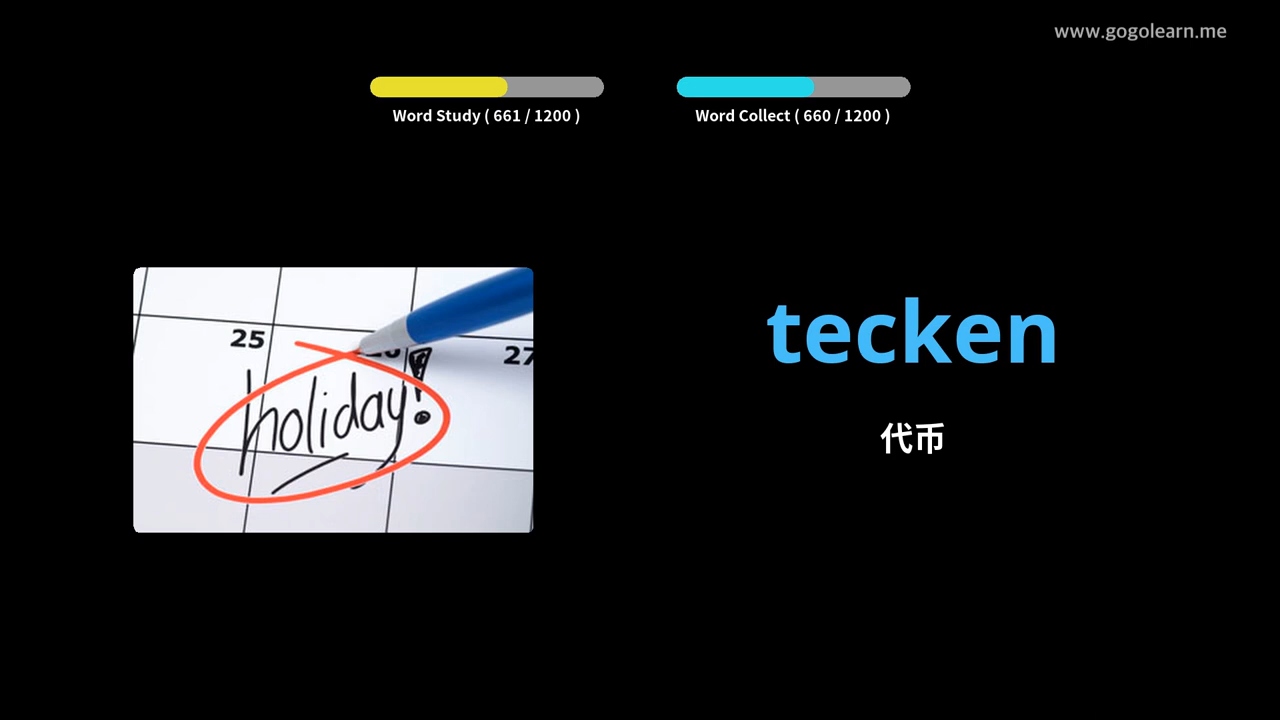 www.gogolearn.me
Word Study ( 661 / 1200 )
Word Collect ( 660 / 1200 )
25
27
holiday!
tecken
代币